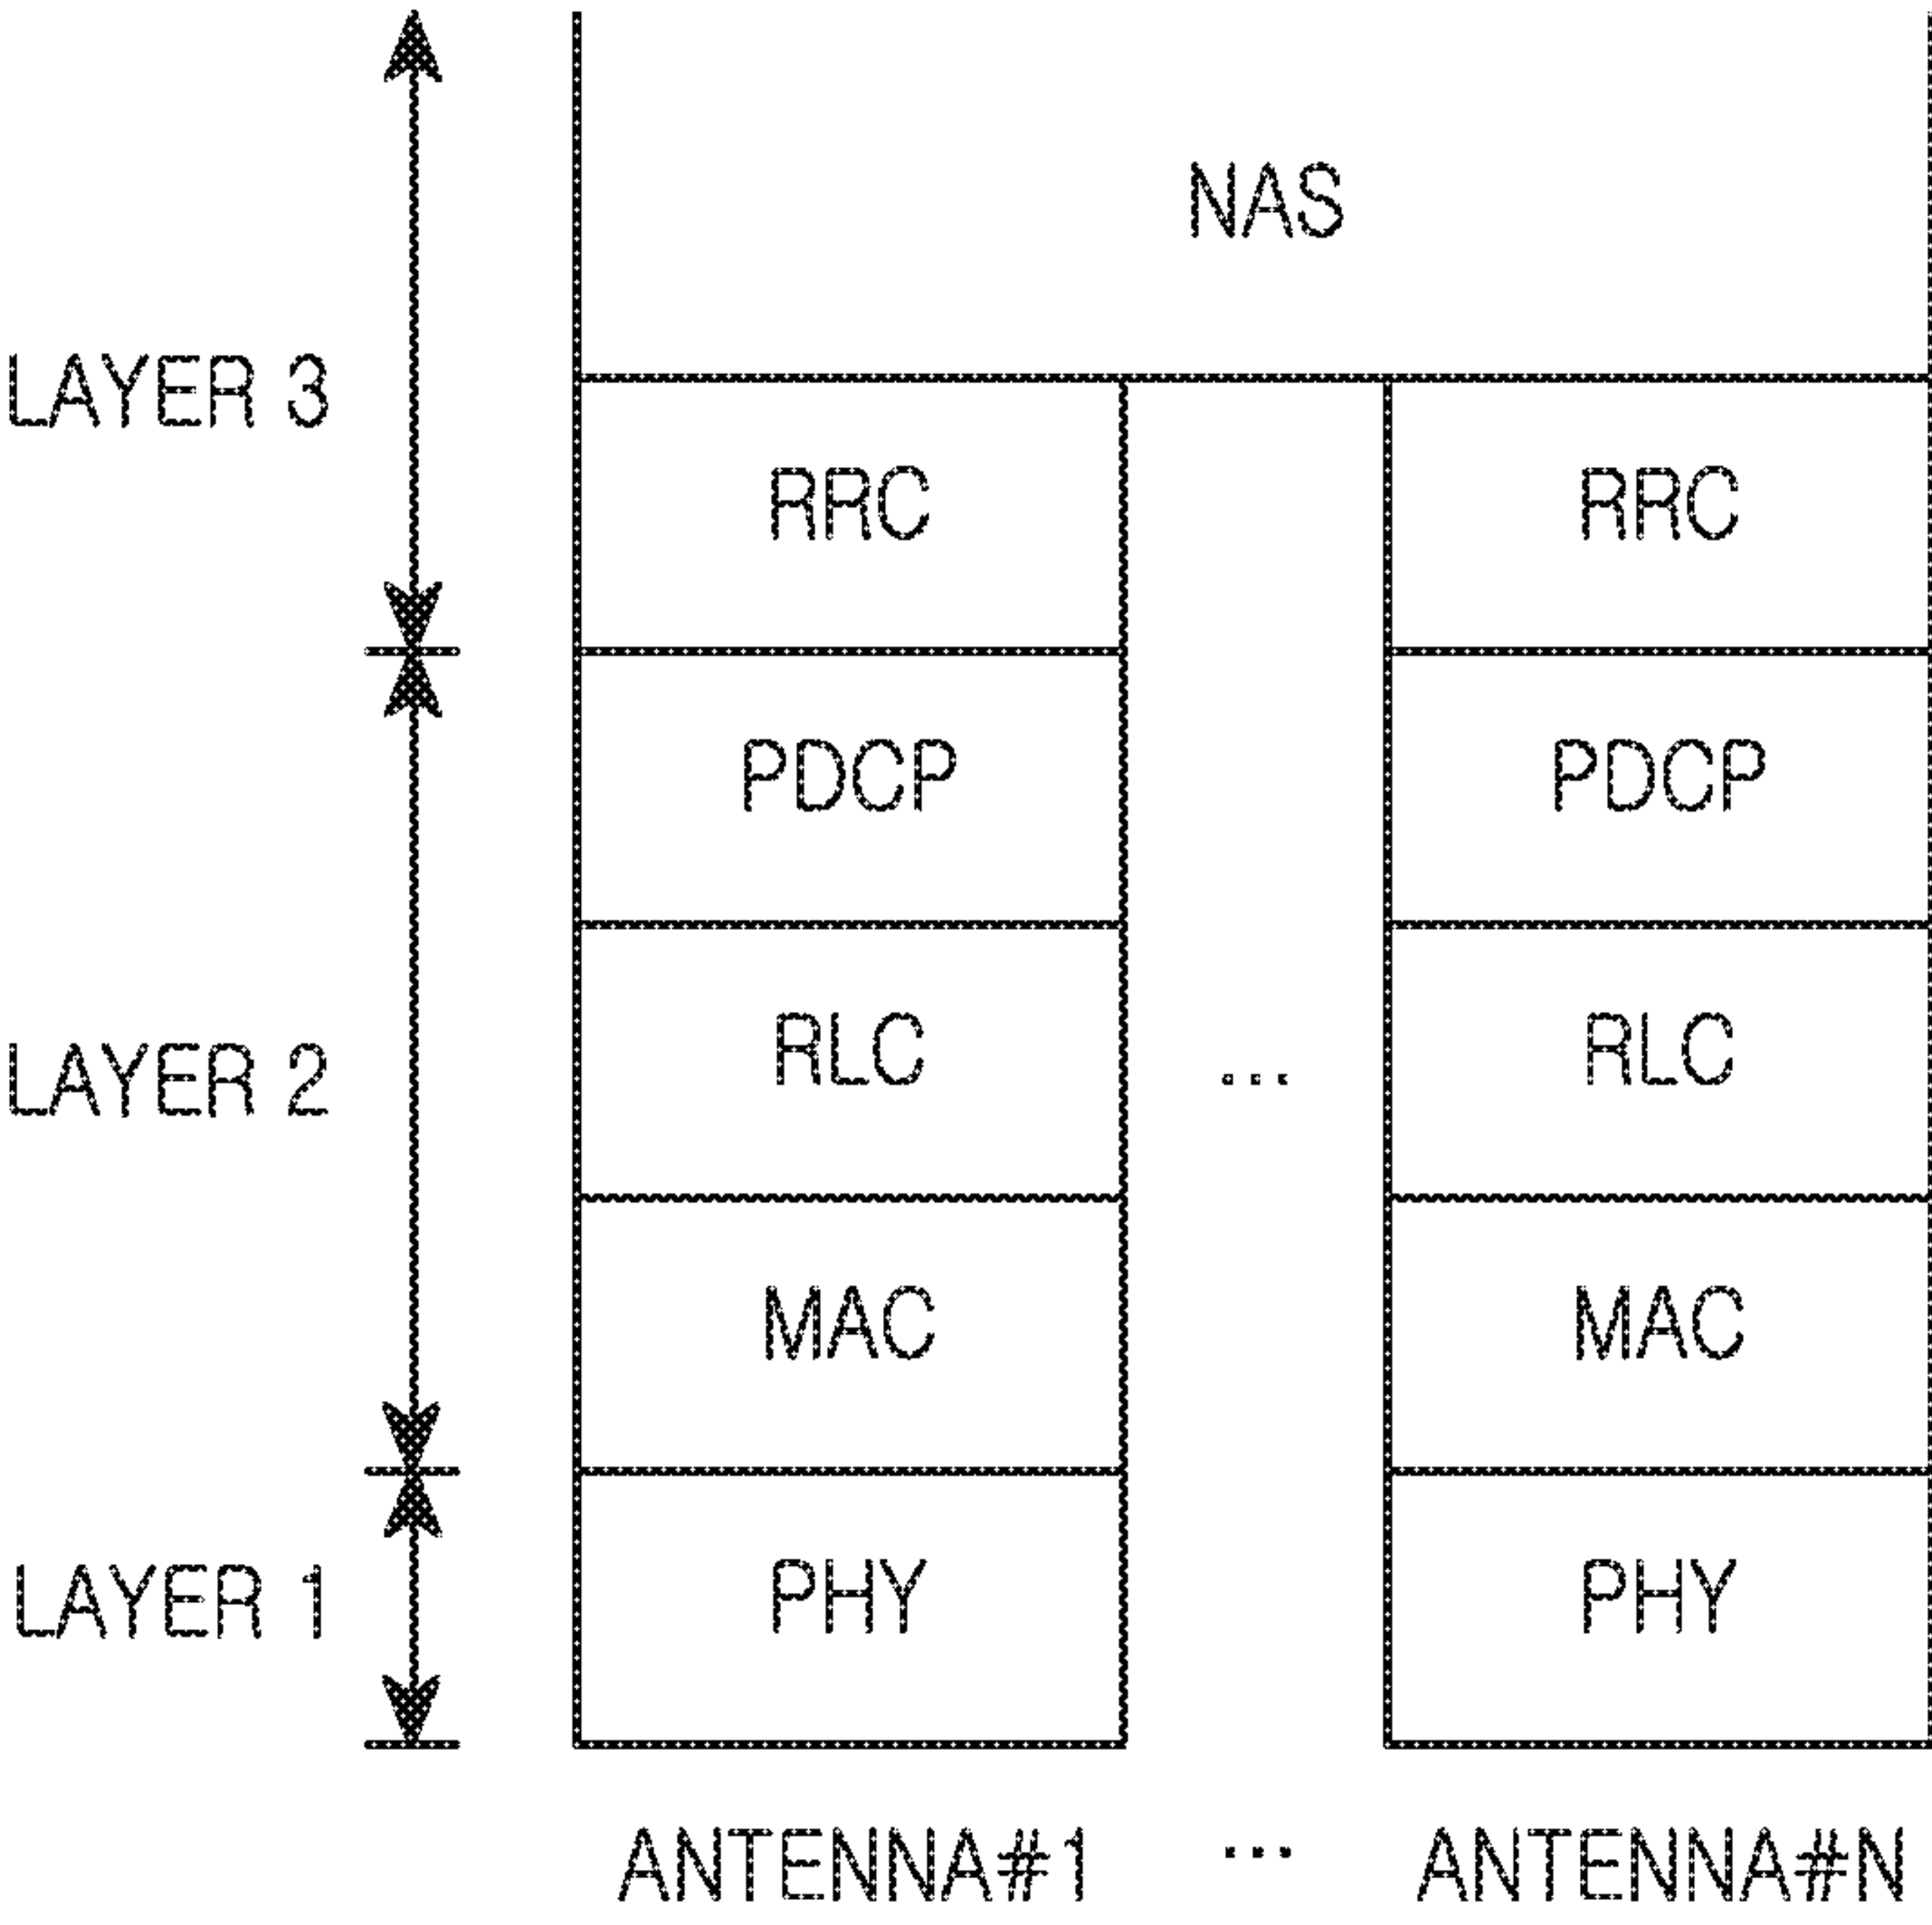 NAS
LAYER 3
RRC RRC
PDCP PDCP
LAYER 2
RLC ... RLC
MAC MAC
LAYER 1
PHY PHY
ANTENNA#1 ... ANTENNA#N